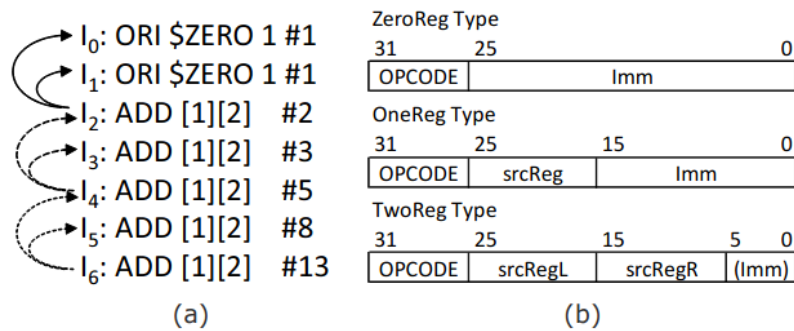 I0: ORI $ZERO 1 #1
I1: ORI $ZERO 1 #1
I2: ADD [1][2] #2
I3: ADD [1][2] #3
I4: ADD [1][2] #5
I5: ADD [1][2] #8
I6: ADD [1][2] #13
(a)
ZeroReg Type
31 25 0
OPCODE Imm
OneReg Type
31 25 15 0
OPCODE srcReg Imm
TwoReg Type
31 25 15 5 0
OPCODE srcRegL srcRegR (Imm)
(b)